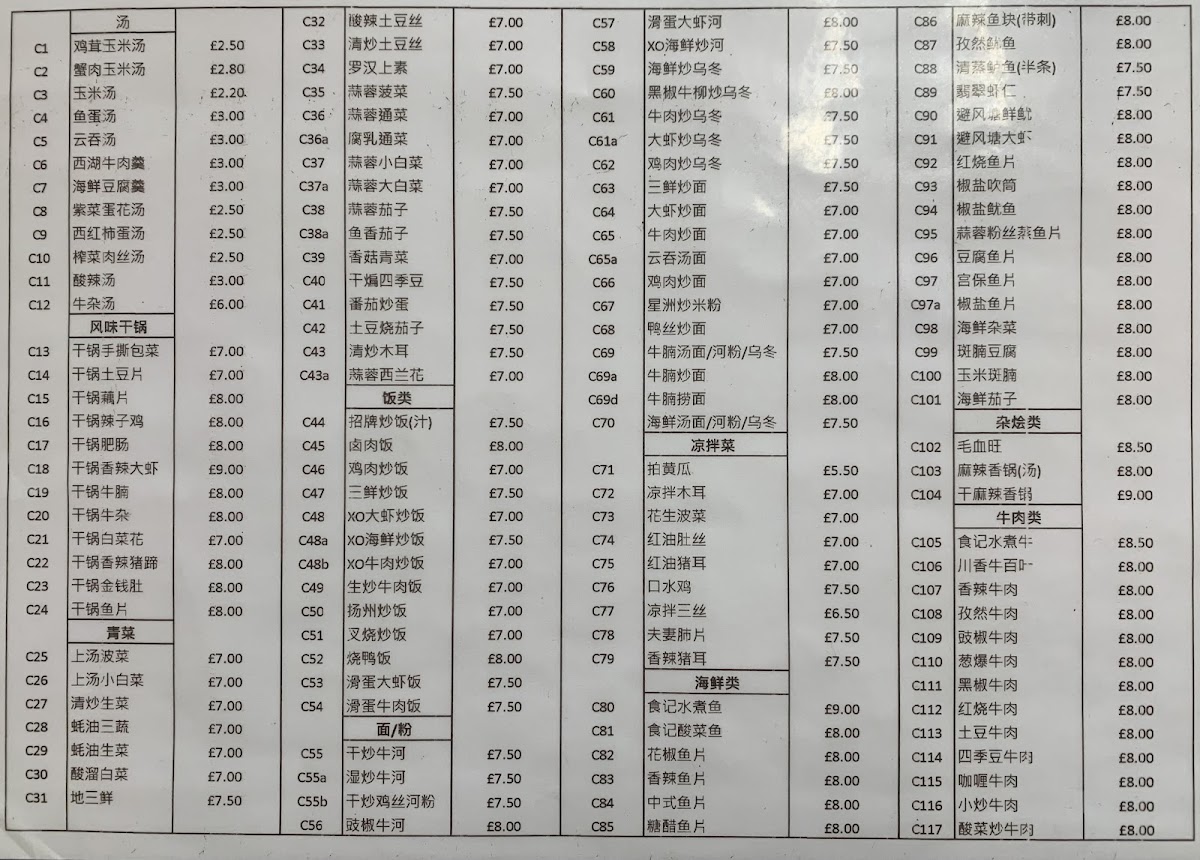 汤
C1 鸡茸玉米汤 £2.50
C2 蟹肉玉米汤 £2.80
C3 玉米汤 £2.20
C4 鱼蛋汤 £3.00
C5 云吞汤 £3.00
C6 西湖牛肉羹 £3.00
C7 海鲜豆腐羹 £3.00
C8 紫菜蛋花汤 £2.50
C9 西红柿蛋汤 £2.50
C10 榨菜肉丝汤 £2.50
C11 酸辣汤 £3.00
C12 牛杂汤 £6.00
风味干锅
C13 干锅手撕包菜 £7.00
C14 干锅土豆片 £7.00
C15 干锅藕片 £8.00
C16 干锅辣子鸡 £8.00
C17 干锅肥肠 £8.00
C18 干锅香辣大虾 £9.00
C19 干锅牛腩 £8.00
C20 干锅牛杂 £8.00
C21 干锅白菜花 £7.00
C22 干锅香辣猪蹄 £8.00
C23 干锅金钱肚 £8.00
C24 干锅鱼片 £8.00
青菜
C25 上汤波菜 £7.00
C26 上汤小白菜 £7.00
C27 清炒生菜 £7.00
C28 蚝油三蔬 £7.00
C29 蚝油生菜 £7.00
C30 酸溜白菜 £7.00
C31 地三鲜 £7.50
C32 酸辣土豆丝 £7.00
C33 清炒土豆丝 £7.00
C34 罗汉上素 £7.00
C35 蒜蓉菠菜 £7.50
C36 蒜蓉通菜 £7.00
C36a 腐乳通菜 £7.00
C37 蒜蓉小白菜 £7.00
C37a 蒜蓉大白菜 £7.00
C38 蒜蓉茄子 £7.50
C38a 鱼香茄子 £7.50
C39 香菇青菜 £7.00
C40 干煸四季豆 £7.50
C41 番茄炒蛋 £7.50
C42 土豆烧茄子 £7.50
C43 清炒木耳 £7.50
C43a 蒜蓉西兰花 £7.00
饭类
C44 招牌炒饭(汁) £7.50
C45 卤肉饭 £8.00
C46 鸡肉炒饭 £7.00
C47 三鲜炒饭 £7.50
C48 XO大虾炒饭 £7.00
C48a XO海鲜炒饭 £7.50
C48b XO牛肉炒饭 £7.00
C49 生炒牛肉饭 £7.50
C50 扬州炒饭 £7.00
C51 叉烧炒饭 £7.00
C52 烧鸭饭 £8.00
C53 滑蛋大虾饭 £7.50
C54 滑蛋牛肉饭 £7.50
面/粉
C55 干炒牛河 £7.50
C55a 湿炒牛河 £7.50
C55b 干炒鸡丝河粉 £7.50
C56 豉椒牛河 £8.00
C57 滑蛋大虾河 £8.00
C58 XO海鲜炒河 £7.50
C59 海鲜炒乌冬 £7.50
C60 黑椒牛柳炒乌冬 £8.00
C61 牛肉炒乌冬 £7.50
C61a 大虾炒乌冬 £7.50
C62 鸡肉炒乌冬 £7.50
C63 三鲜炒面 £7.50
C64 大虾炒面 £7.00
C65 牛肉炒面 £7.00
C65a 云吞汤面 £7.00
C66 鸡肉炒面 £7.00
C67 星洲炒米粉 £7.00
C68 鸭丝炒面 £7.00
C69 牛腩汤面/河粉/乌冬 £7.50
C69a 牛腩炒面 £8.00
C69d 牛腩捞面 £8.00
C70 海鲜汤面/河粉/乌冬 £7.50
凉拌菜
C71 拍黄瓜 £5.50
C72 凉拌木耳 £7.00
C73 花生波菜 £7.00
C74 红油肚丝 £7.00
C75 红油猪耳 £7.00
C76 口水鸡 £7.50
C77 凉拌三丝 £6.50
C78 夫妻肺片 £7.50
C79 香辣猪耳 £7.50
海鲜类
C80 食记水煮鱼 £9.00
C81 食记酸菜鱼 £8.00
C82 花椒鱼片 £8.00
C83 香辣鱼片 £8.00
C84 中式鱼片 £8.00
C85 糖醋鱼片 £8.00
C86 麻辣鱼块(带刺) £8.00
C87 孜然鱿鱼 £8.00
C88 清蒸鲈鱼(半条) £7.50
C89 翡翠虾仁 £7.50
C90 避风塘鲜鱿 £8.00
C91 避风塘大虾 £8.00
C92 红烧鱼片 £8.00
C93 椒盐吹筒 £8.00
C94 椒盐鱿鱼 £8.00
C95 蒜蓉粉丝蒸鱼片 £8.00
C96 豆腐鱼片 £8.00
C97 宫保鱼片 £8.00
C97a 椒盐鱼片 £8.00
C98 海鲜杂菜 £8.00
C99 斑腩豆腐 £8.00
C100 玉米斑腩 £8.00
C101 海鲜茄子 £8.00
杂烩类
C102 毛血旺 £8.50
C103 麻辣香锅(汤) £8.00
C104 干麻辣香锅 £9.00
牛肉类
C105 食记水煮牛 £8.50
C106 川香牛百叶 £8.00
C107 香辣牛肉 £8.00
C108 孜然牛肉 £8.00
C109 豉椒牛肉 £8.00
C110 葱爆牛肉 £8.00
C111 黑椒牛肉 £8.00
C112 红烧牛肉 £8.00
C113 土豆牛肉 £8.00
C114 四季豆牛肉 £8.00
C115 咖喱牛肉 £8.00
C116 小炒牛肉 £8.00
C117 酸菜炒牛肉 £8.00